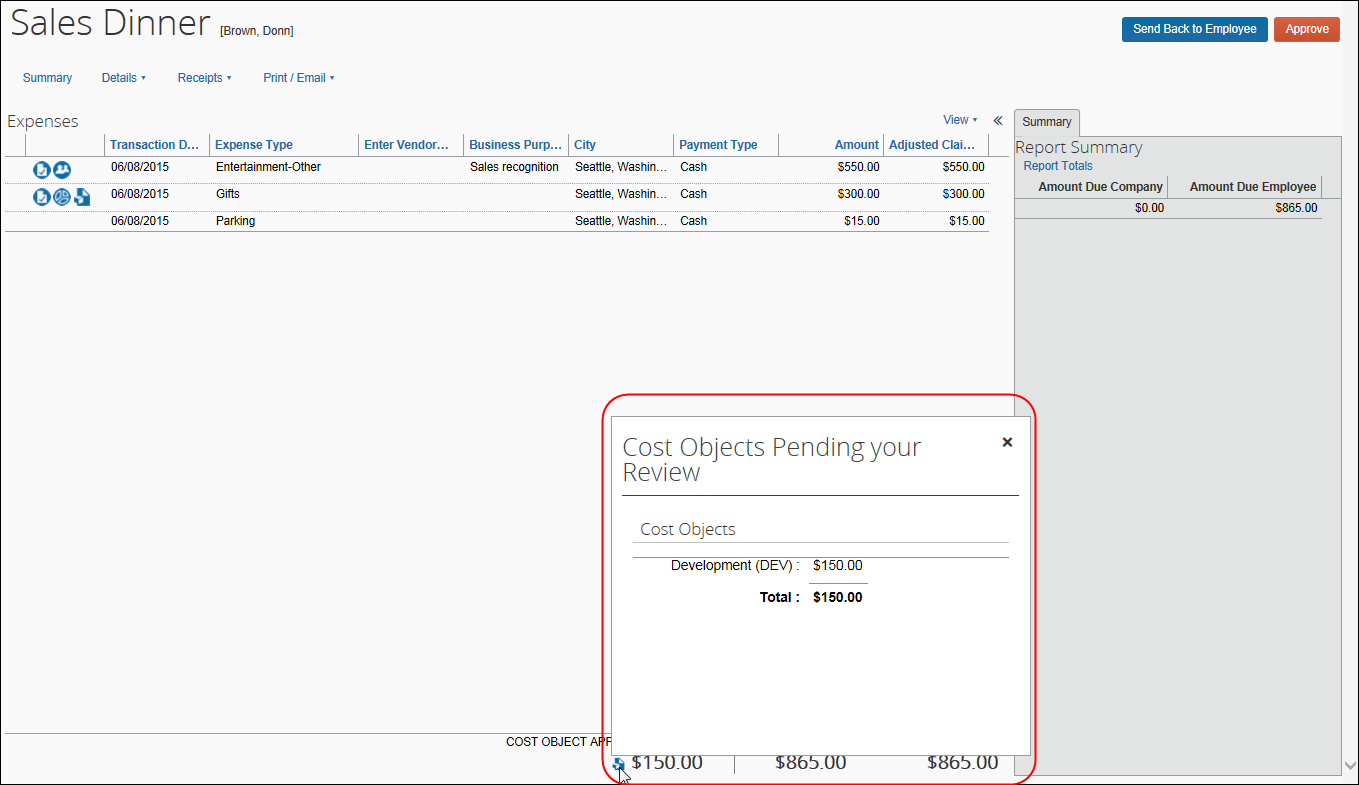 Sales Dinner [Brown, Donn]
Send Back to Employee Approve
Summary Details Receipts Print / Email
Expenses View «
Transaction D... Expense Type Enter Vendor... Business Purp... City Payment Type Amount Adjusted Clai...
06/08/2015 Entertainment-Other Sales recognition Seattle, Washin... Cash $550.00 $550.00
06/08/2015 Gifts Seattle, Washin... Cash $300.00 $300.00
06/08/2015 Parking Seattle, Washin... Cash $15.00 $15.00
Summary
Report Summary
Report Totals
Amount Due Company Amount Due Employee
$0.00 $865.00
Cost Objects Pending your
Review
Cost Objects
Development (DEV) : $150.00
Total : $150.00
COST OBJECT
$150.00 $865.00 $865.00